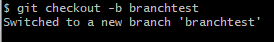 $ git checkout -b branchtest
Switched to a new branch 'branchtest'